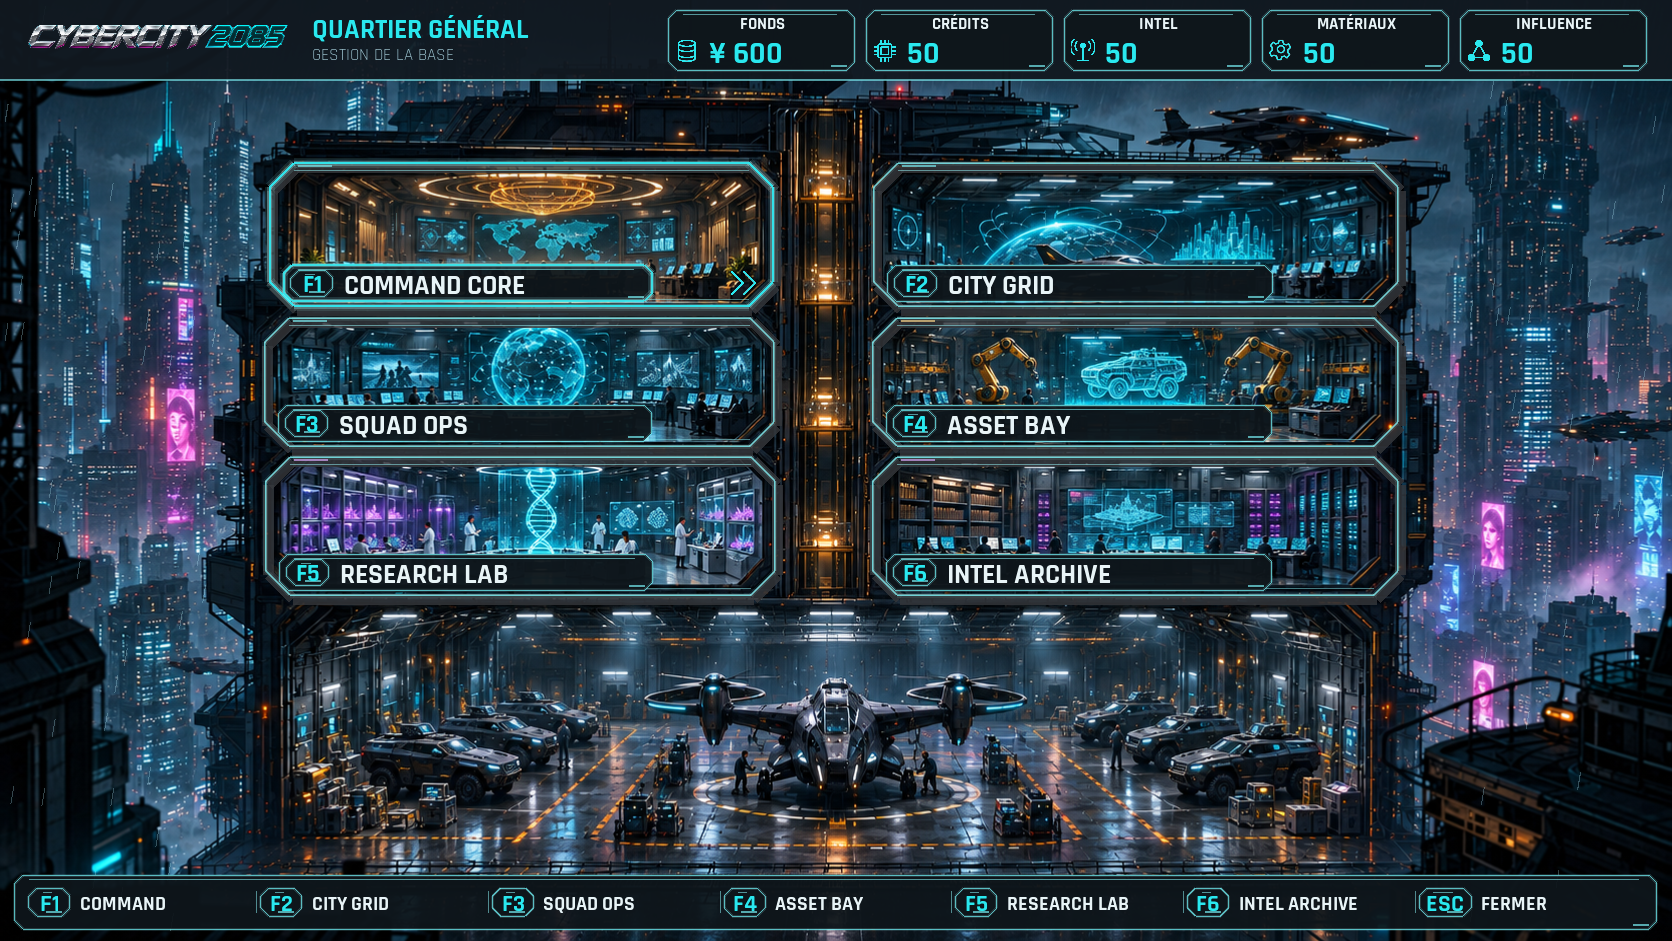 CYBERCITY 2085
QUARTIER GÉNÉRAL
GESTION DE LA BASE
FONDS
¥ 600
CRÉDITS
50
INTEL
50
MATÉRIAUX
50
INFLUENCE
50
F1 COMMAND CORE
F2 CITY GRID
F3 SQUAD OPS
F4 ASSET BAY
F5 RESEARCH LAB
F6 INTEL ARCHIVE
F1 COMMAND
F2 CITY GRID
F3 SQUAD OPS
F4 ASSET BAY
F5 RESEARCH LAB
F6 INTEL ARCHIVE
ESC FERMER